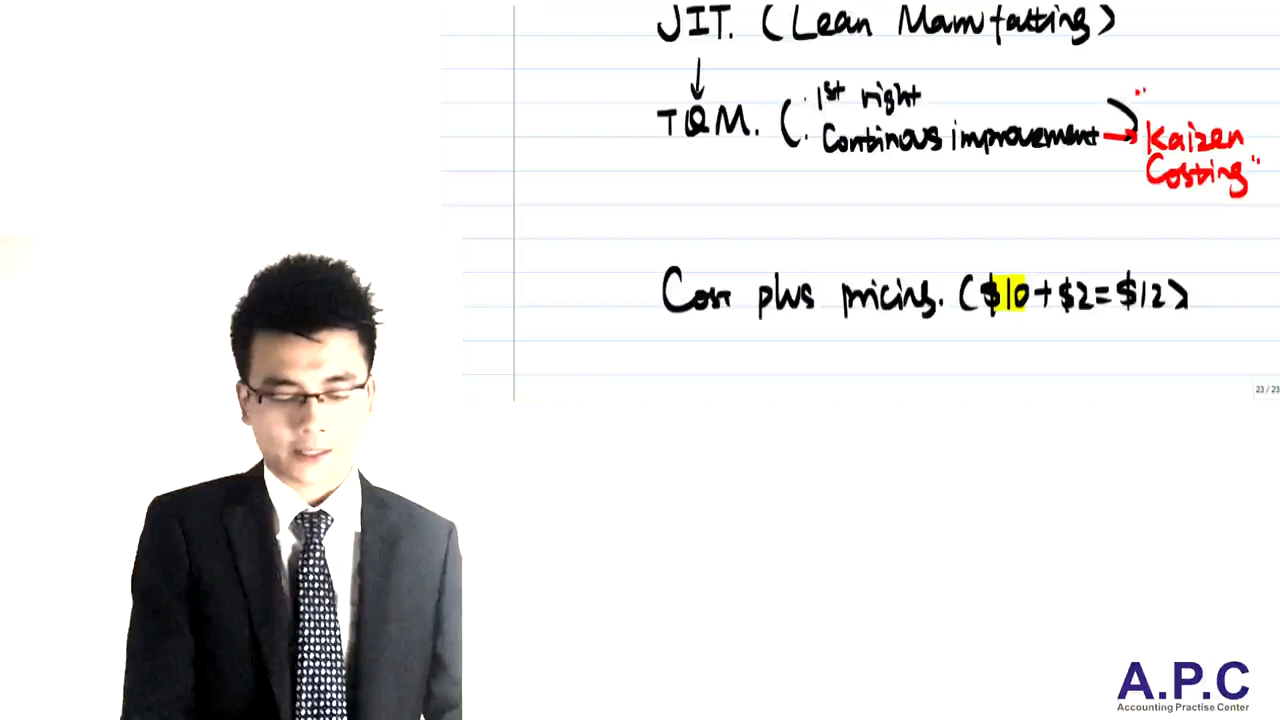 JIT. (Lean Manufatting)
↓
TQM. (. 1st right
. Continous improvement) → "Kaizen
Costing"
Cost plus pricing. ($10+$2=$12)
23 / 23
A.P.C
Accounting Practise Center